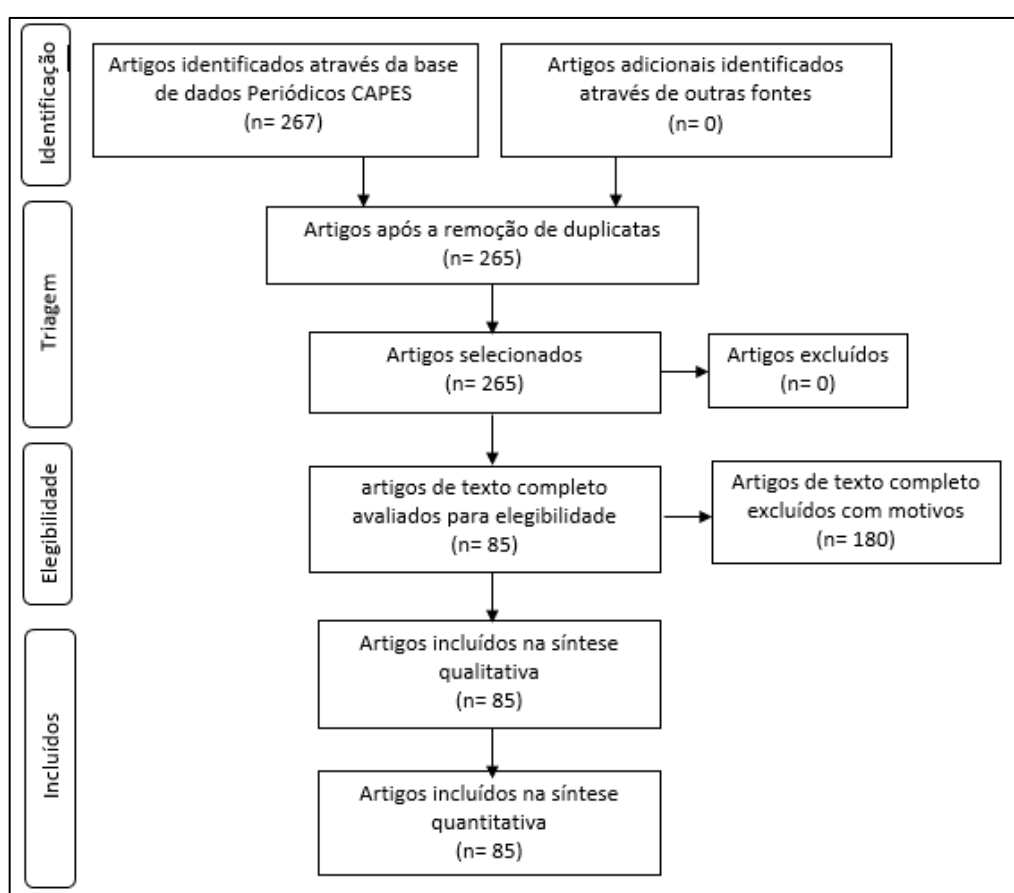 Identificação
Artigos identificados através da base
de dados Periódicos CAPES
(n= 267)
Artigos adicionais identificados
através de outras fontes
(n= 0)
Triagem
Artigos após a remoção de duplicatas
(n= 265)
Artigos selecionados
(n= 265)
Artigos excluídos
(n= 0)
Elegibilidade
artigos de texto completo
avaliados para elegibilidade
(n= 85)
Artigos de texto completo
excluídos com motivos
(n= 180)
Incluídos
Artigos incluídos na síntese
qualitativa
(n= 85)
Artigos incluídos na síntese
quantitativa
(n= 85)